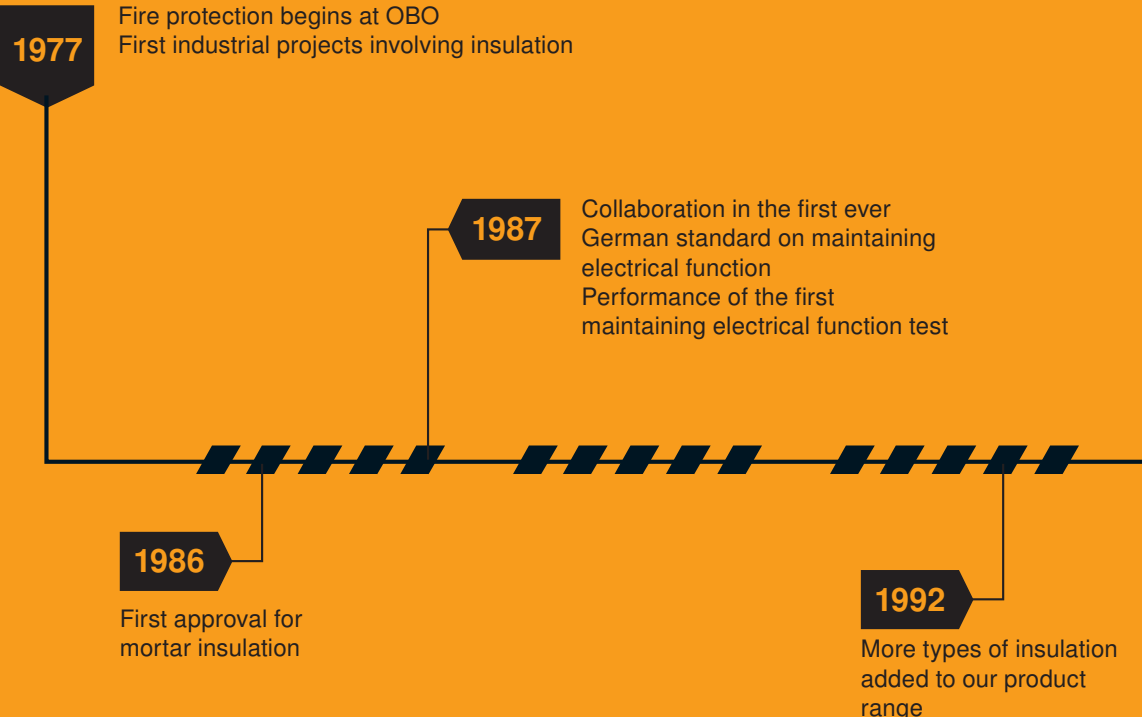 1977
Fire protection begins at OBO
First industrial projects involving insulation
1987
Collaboration in the first ever
German standard on maintaining
electrical function
Performance of the first
maintaining electrical function test
1986
First approval for
mortar insulation
1992
More types of insulation
added to our product
range